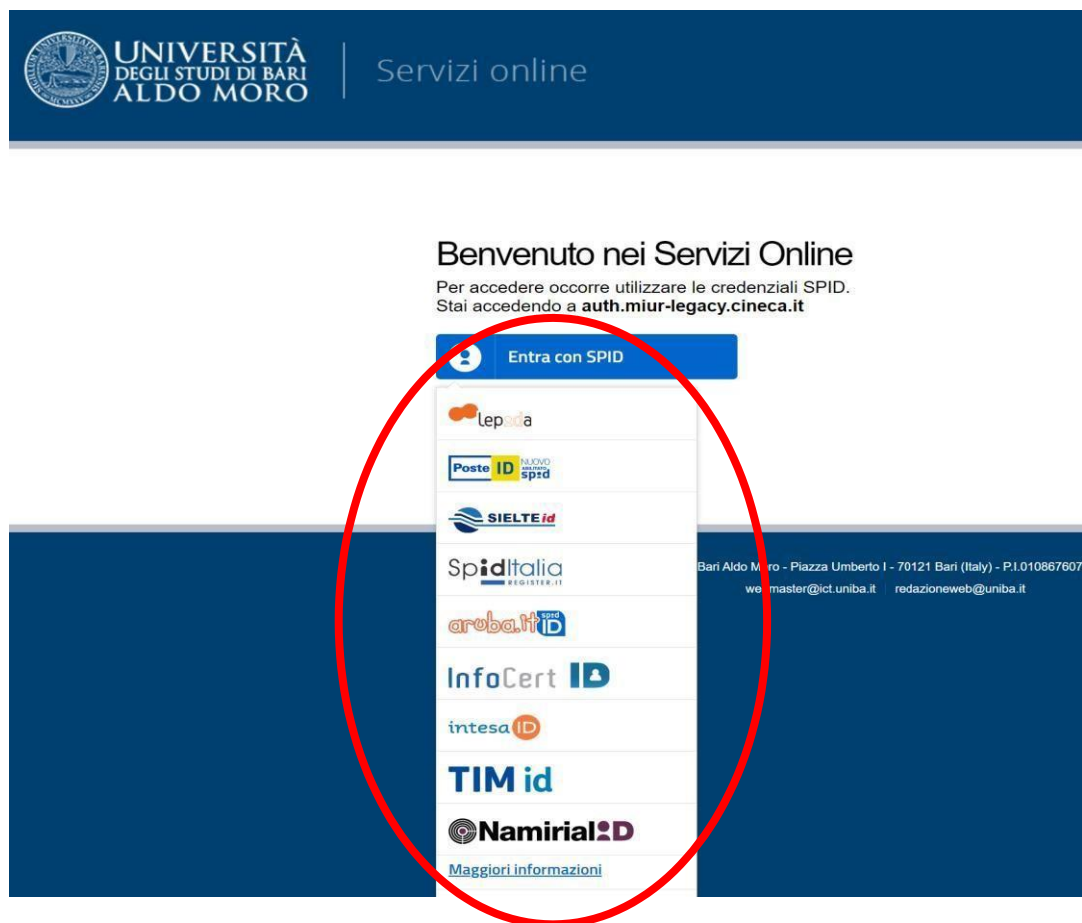 UNIVERSITÀ
DEGLI STUDI DI BARI
ALDO MORO
Servizi online
Benvenuto nei Servizi Online
Per accedere occorre utilizzare le credenziali SPID.
Stai accedendo a auth.miur-legacy.cineca.it
Entra con SPID
Lepida
Poste ID NUOVO ABILITATO spid
SIELTE id
SpidItalia
REGISTER.IT
Bari Aldo Moro - Piazza Umberto I - 70121 Bari (Italy) - P.I.010867607
webmaster@ict.uniba.it redazioneweb@uniba.it
aruba.it spid ID
InfoCert ID
intesa ID
TIM id
Namirial ID
Maggiori informazioni